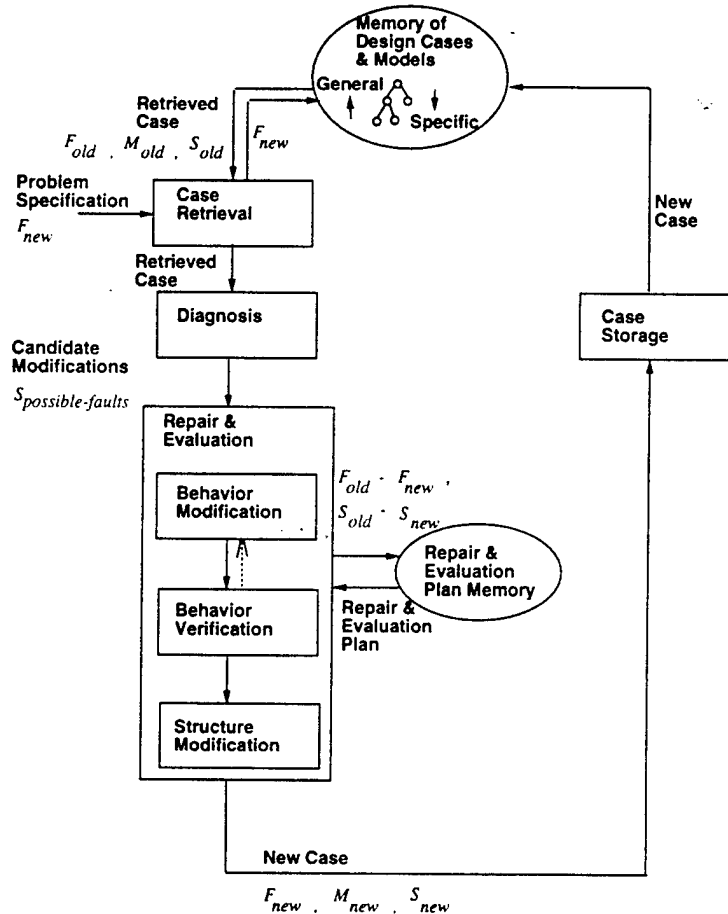 Memory of
Design Cases
& Models
General
Specific
Retrieved
Case
F_old , M_old , S_old
F_new
Problem
Specification
F_new
Case
Retrieval
New
Case
Retrieved
Case
Diagnosis
Case
Storage
Candidate
Modifications
S_possible-faults
Repair &
Evaluation
F_old - F_new ,
S_old - S_new
Behavior
Modification
Repair &
Evaluation
Plan Memory
Behavior
Verification
Repair &
Evaluation
Plan
Structure
Modification
New Case
F_new , M_new , S_new